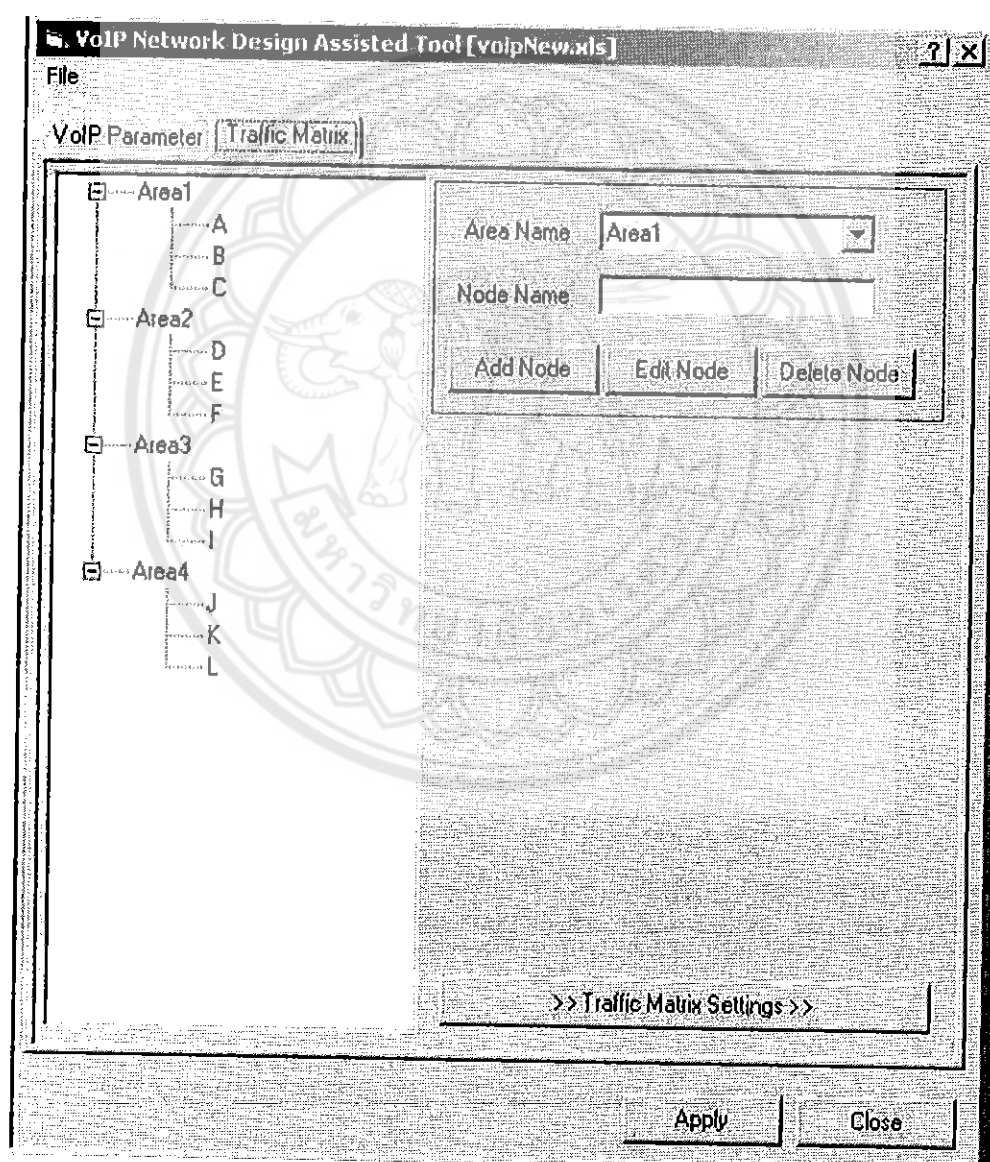 VoIP Network Design Assisted Tool [voipNew.xls]
File
VoIP Parameter Traffic Matrix
Area1
A
B
C
Area2
D
E
F
Area3
G
H
I
Area4
J
K
L
Area Name Area1
Node Name
Add Node Edit Node Delete Node
>> Traffic Matrix Settings >>
Apply Close